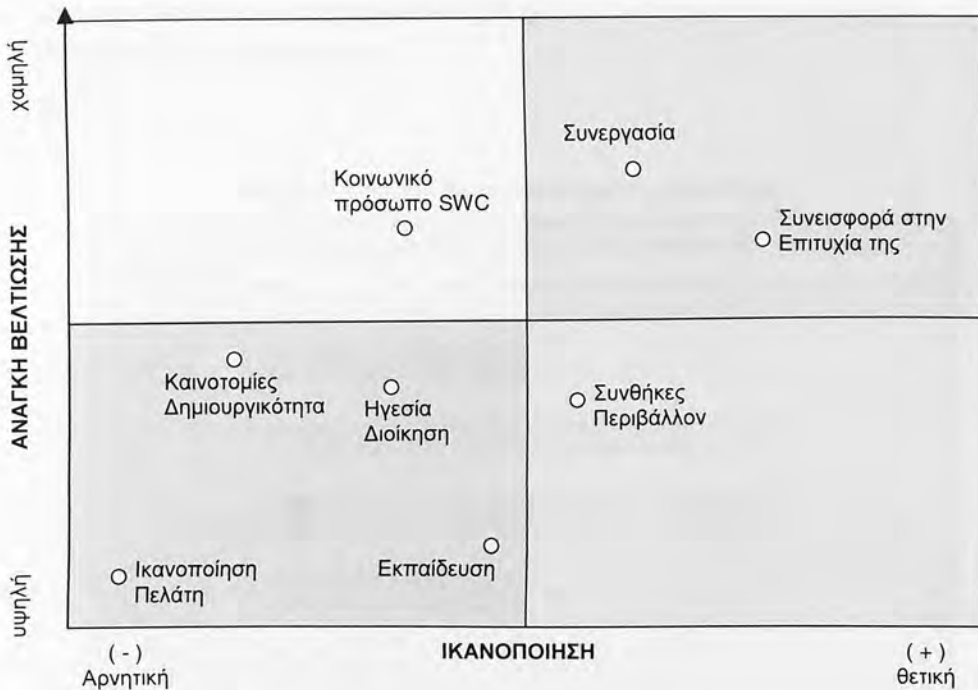 χαμηλή
ΑΝΑΓΚΗ ΒΕΛΤΙΩΣΗΣ
υψηλή
Συνεργασία
Κοινωνικό
πρόσωπο SWC
Συνεισφορά στην
Επιτυχία της
Καινοτομίες
Δημιουργικότητα
Ηγεσία
Διοίκηση
Συνθήκες
Περιβάλλον
Ικανοποίηση
Πελάτη
Εκπαίδευση
( - )
Αρνητική
ΙΚΑΝΟΠΟΙΗΣΗ
( + )
θετική